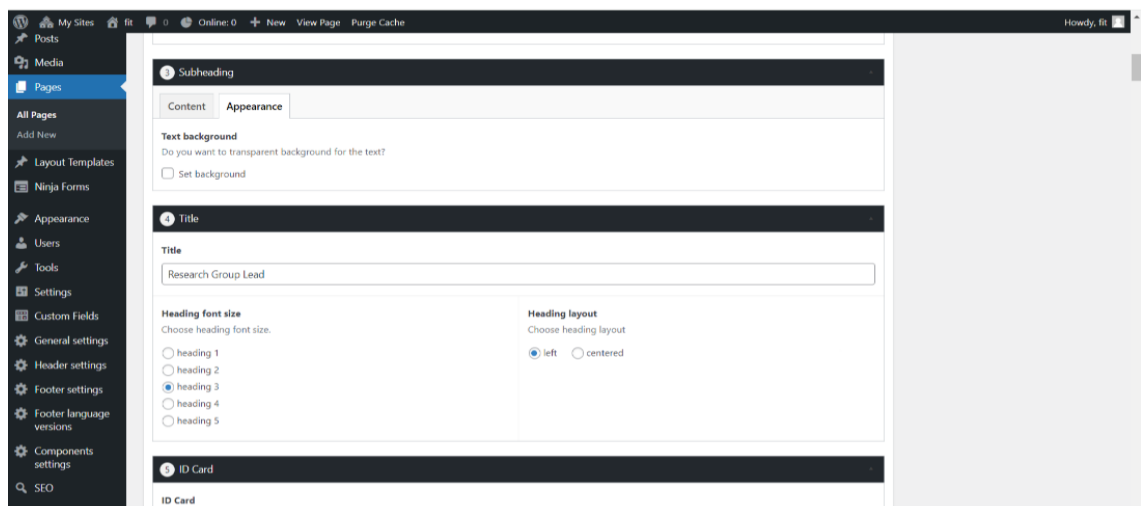 My Sites fit 0 Online: 0 New View Page Purge Cache Howdy, fit
Posts
Media
Pages
All Pages
Add New
Layout Templates
Ninja Forms
Appearance
Users
Tools
Settings
Custom Fields
General settings
Header settings
Footer settings
Footer language
versions
Components
settings
SEO
3 Subheading
Content Appearance
Text background
Do you want to transparent background for the text?
Set background
4 Title
Title
Research Group Lead
Heading font size
Choose heading font size.
heading 1
heading 2
heading 3
heading 4
heading 5
Heading layout
Choose heading layout
left centered
5 ID Card
ID Card